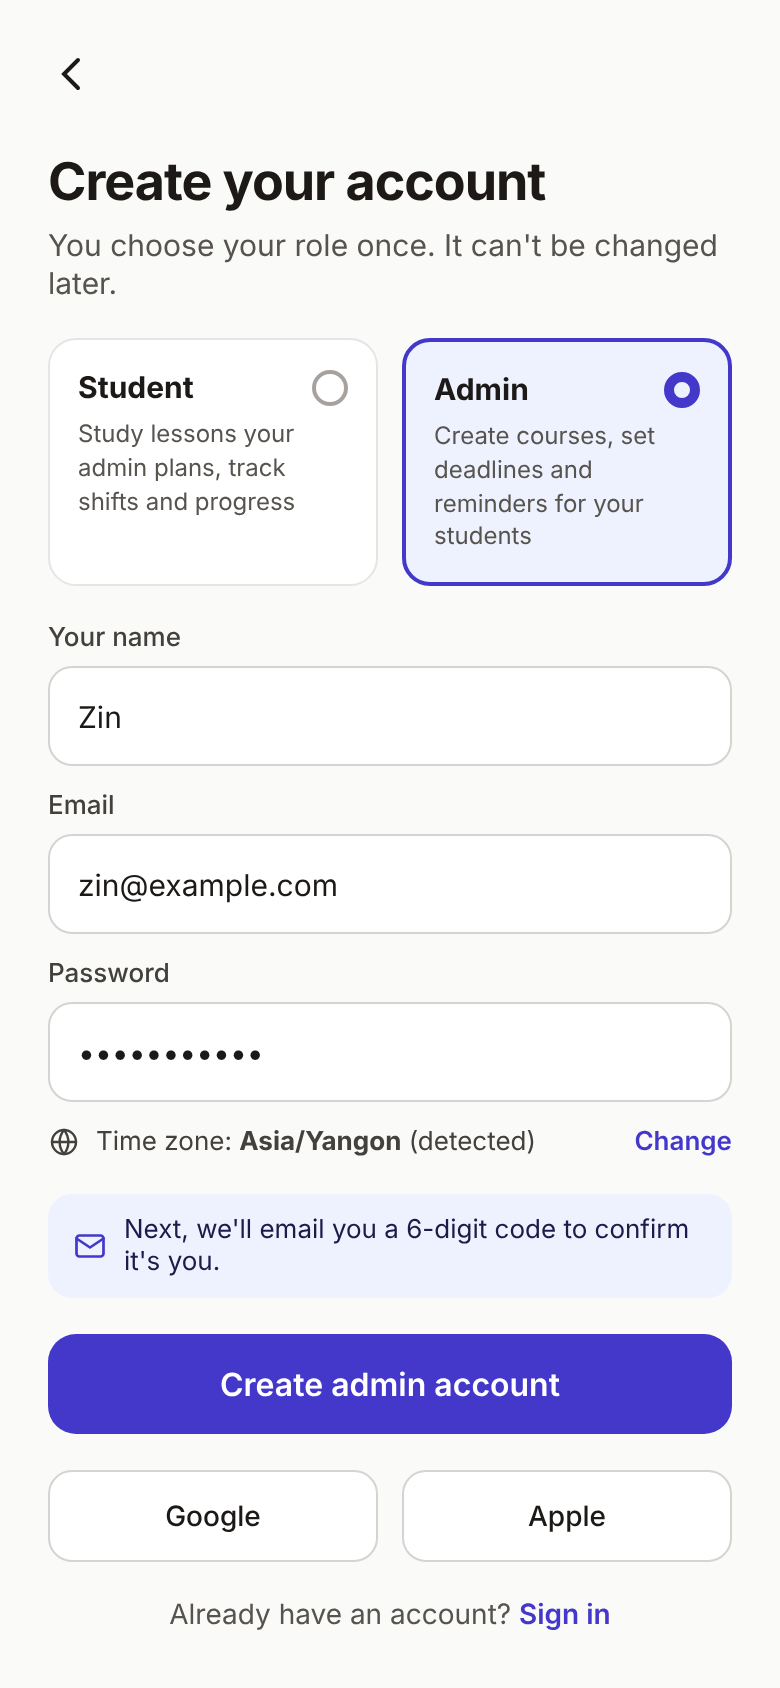 Create your account
You choose your role once. It can't be changed
later.
Student
Study lessons your
admin plans, track
shifts and progress
Admin
Create courses, set
deadlines and
reminders for your
students
Your name
Zin
Email
zin@example.com
Password
•••••••••••
Time zone: Asia/Yangon (detected)
Change
Next, we'll email you a 6-digit code to confirm
it's you.
Create admin account
Google
Apple
Already have an account? Sign in